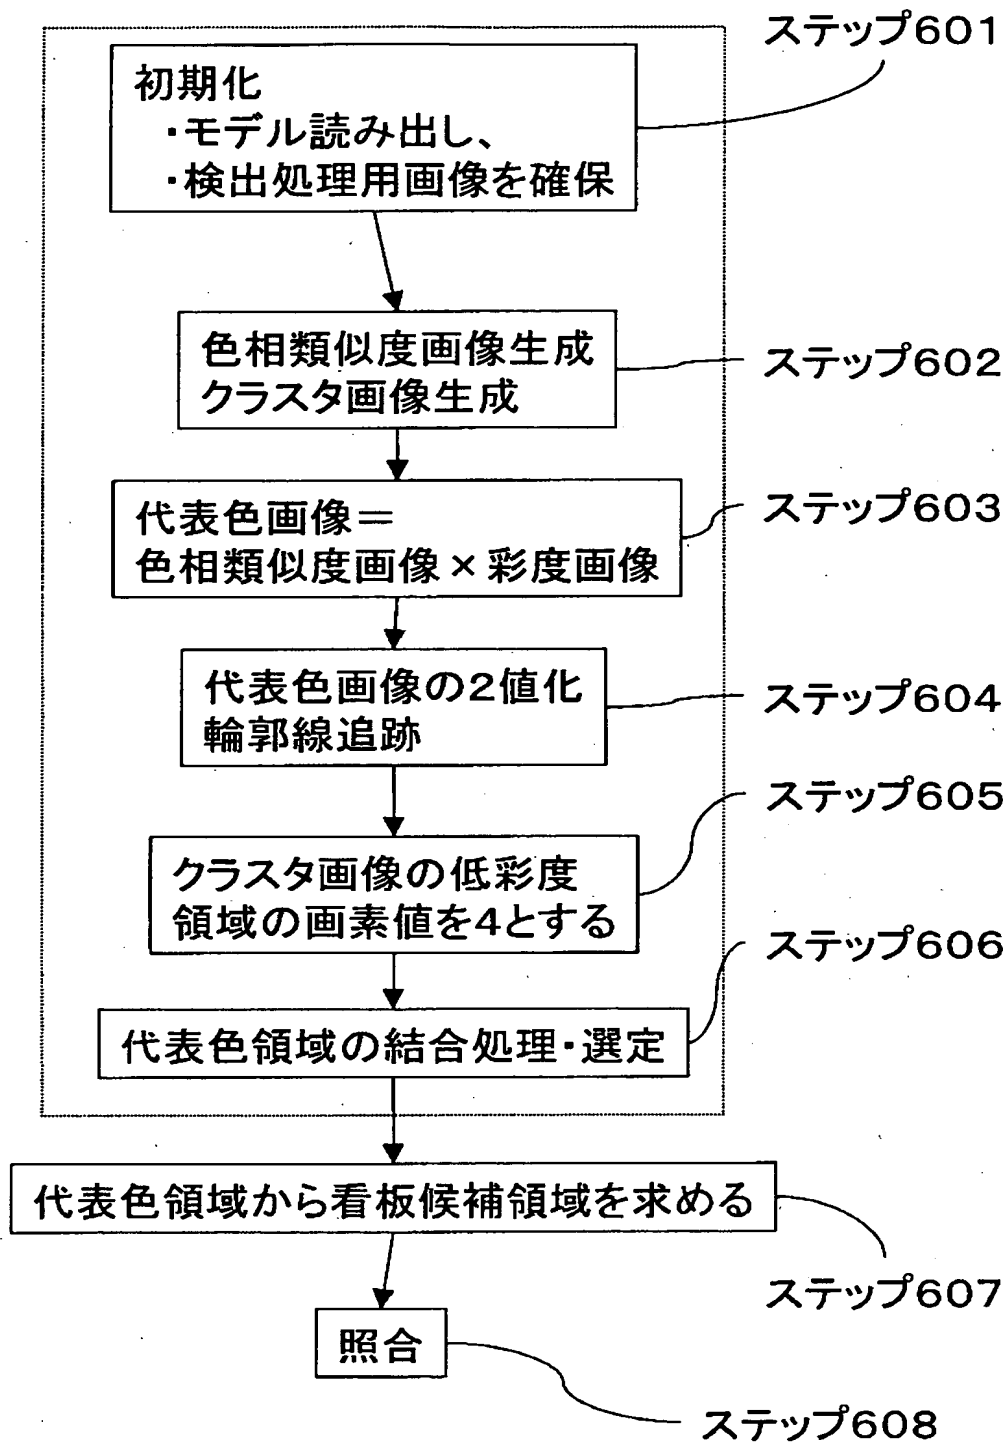 ステップ601
初期化
・モデル読み出し、
・検出処理用画像を確保
色相類似度画像生成
クラスタ画像生成
ステップ602
代表色画像＝
色相類似度画像×彩度画像
ステップ603
代表色画像の2値化
輪郭線追跡
ステップ604
ステップ605
クラスタ画像の低彩度
領域の画素値を4とする
ステップ606
代表色領域の結合処理・選定
代表色領域から看板候補領域を求める
ステップ607
照合
ステップ608